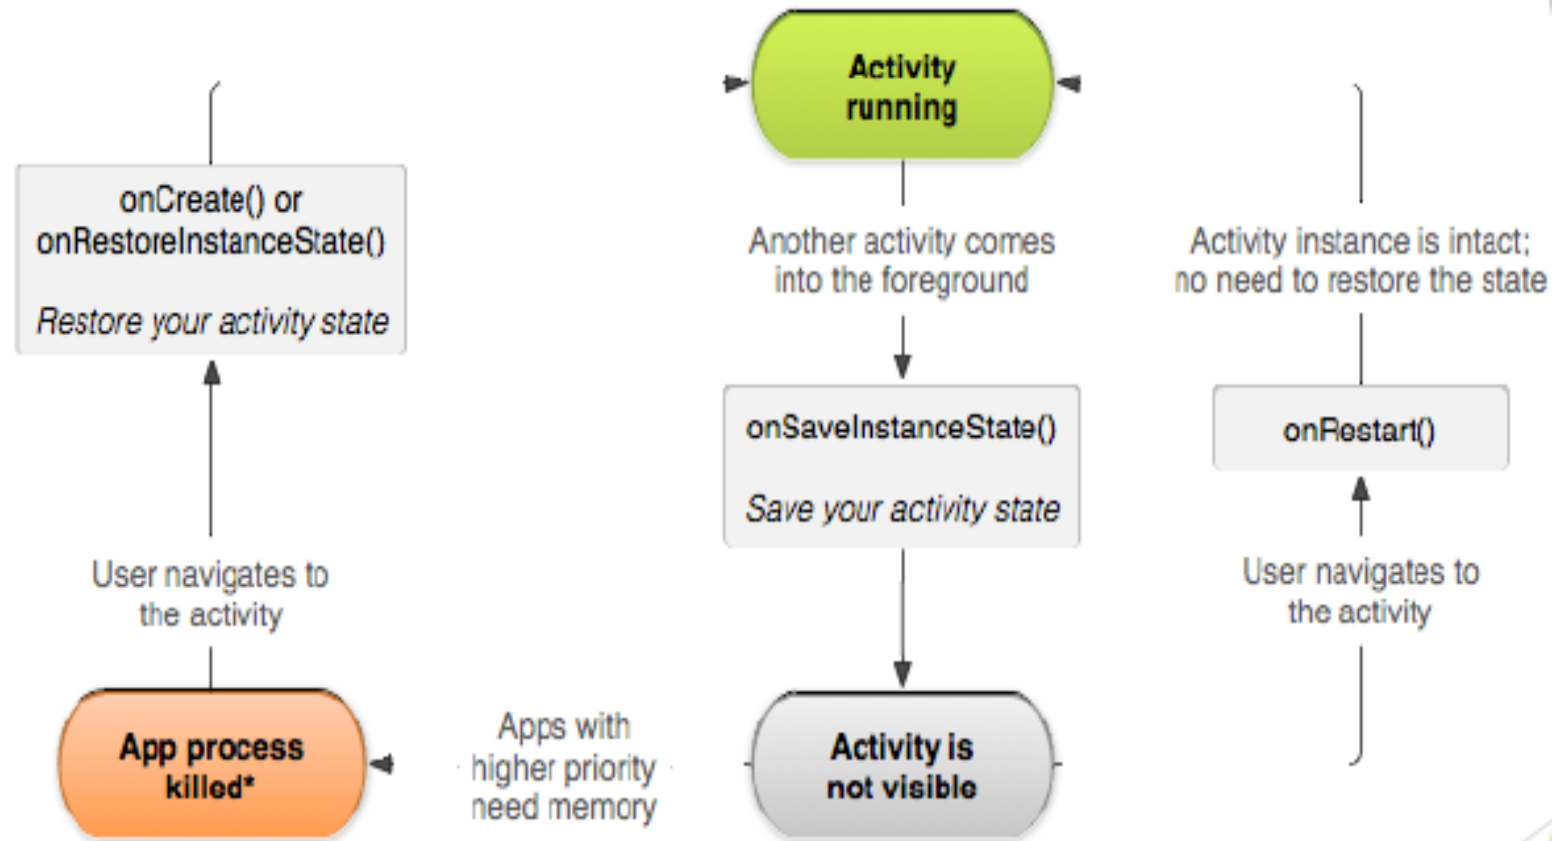 Activity
running
onCreate() or
onRestoreInstanceState()
Restore your activity state
Another activity comes
into the foreground
Activity instance is intact;
no need to restore the state
onSaveInstanceState()
Save your activity state
onRestart()
User navigates to
the activity
User navigates to
the activity
App process
killed*
Apps with
higher priority
need memory
Activity is
not visible